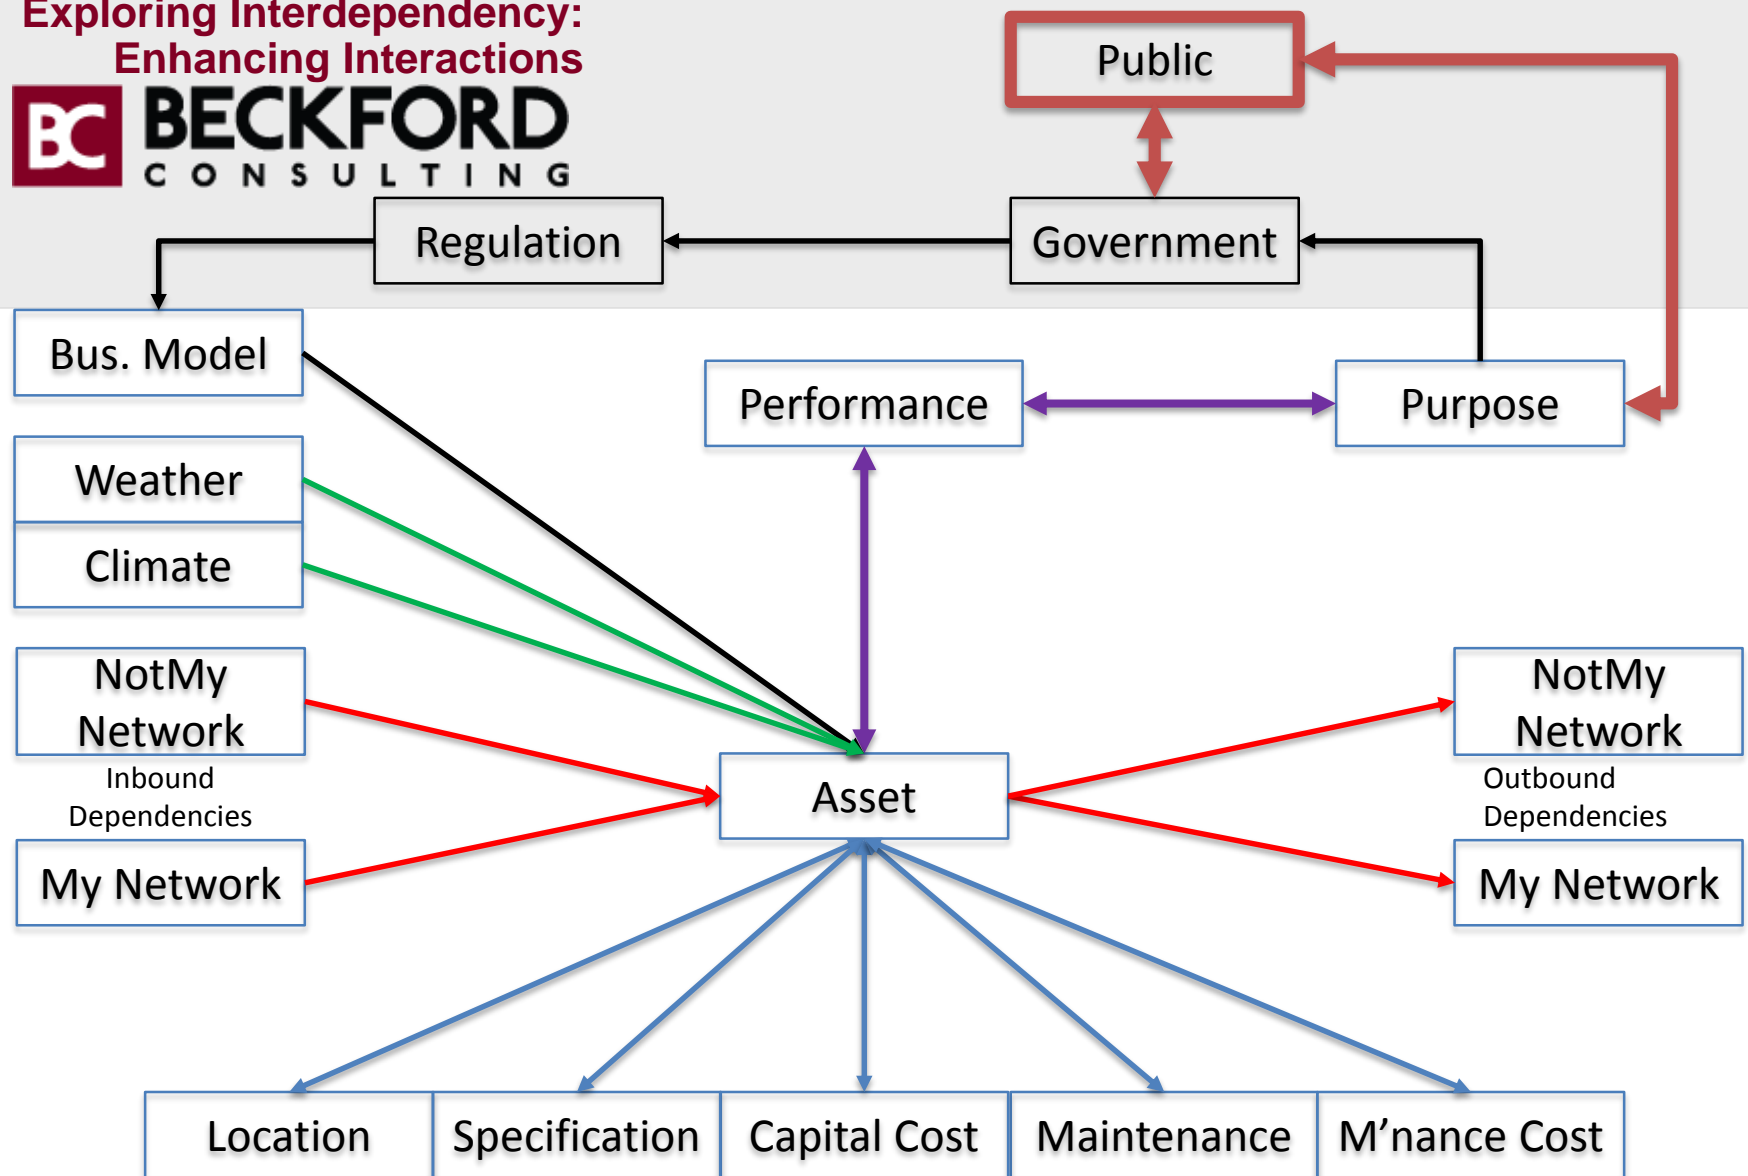 Exploring Interdependency:
Enhancing Interactions
BC BECKFORD
CONSULTING
Public
Regulation
Government
Bus. Model
Performance
Purpose
Weather
Climate
NotMy
Network
NotMy
Network
Inbound
Dependencies
Asset
Outbound
Dependencies
My Network
My Network
Location
Specification
Capital Cost
Maintenance
M'nance Cost